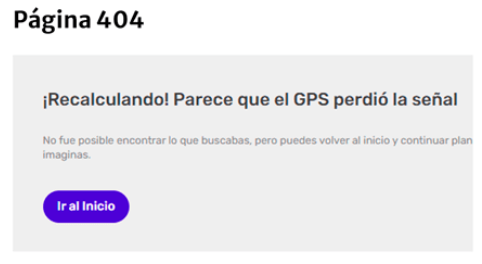 Página 404
¡Recalculando! Parece que el GPS perdió la señal
No fue posible encontrar lo que buscabas, pero puedes volver al inicio y continuar plan
imaginas.
Ir al Inicio